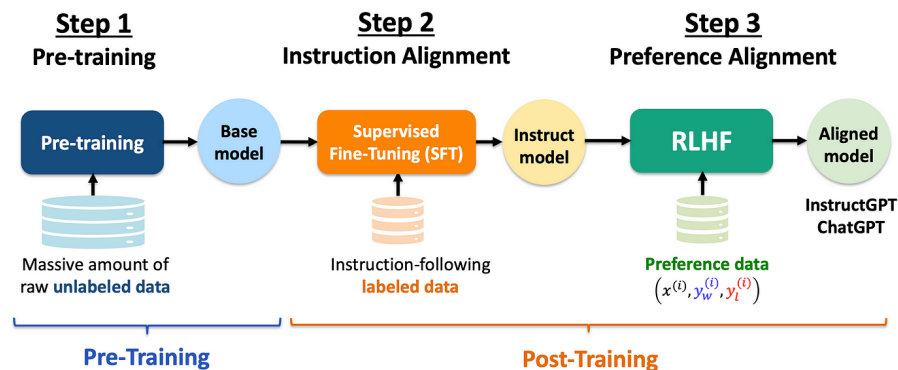 Step 1
Pre-training
Step 2
Instruction Alignment
Step 3
Preference Alignment
Pre-training
Base
model
Supervised
Fine-Tuning (SFT)
Instruct
model
RLHF
Aligned
model
InstructGPT
ChatGPT
Massive amount of
raw unlabeled data
Instruction-following
labeled data
Preference data
(x^(i), y_w^(i), y_l^(i))
Pre-Training
Post-Training